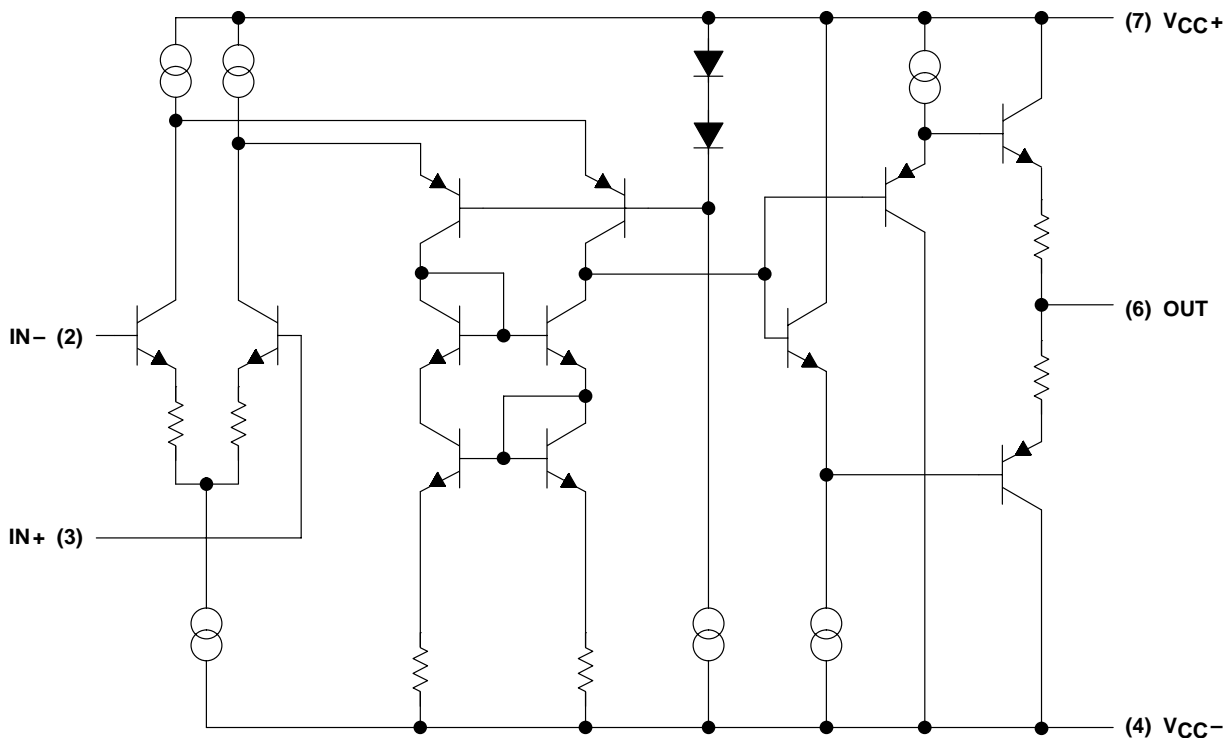 (7) VCC+
IN− (2)
(6) OUT
IN+ (3)
(4) VCC−